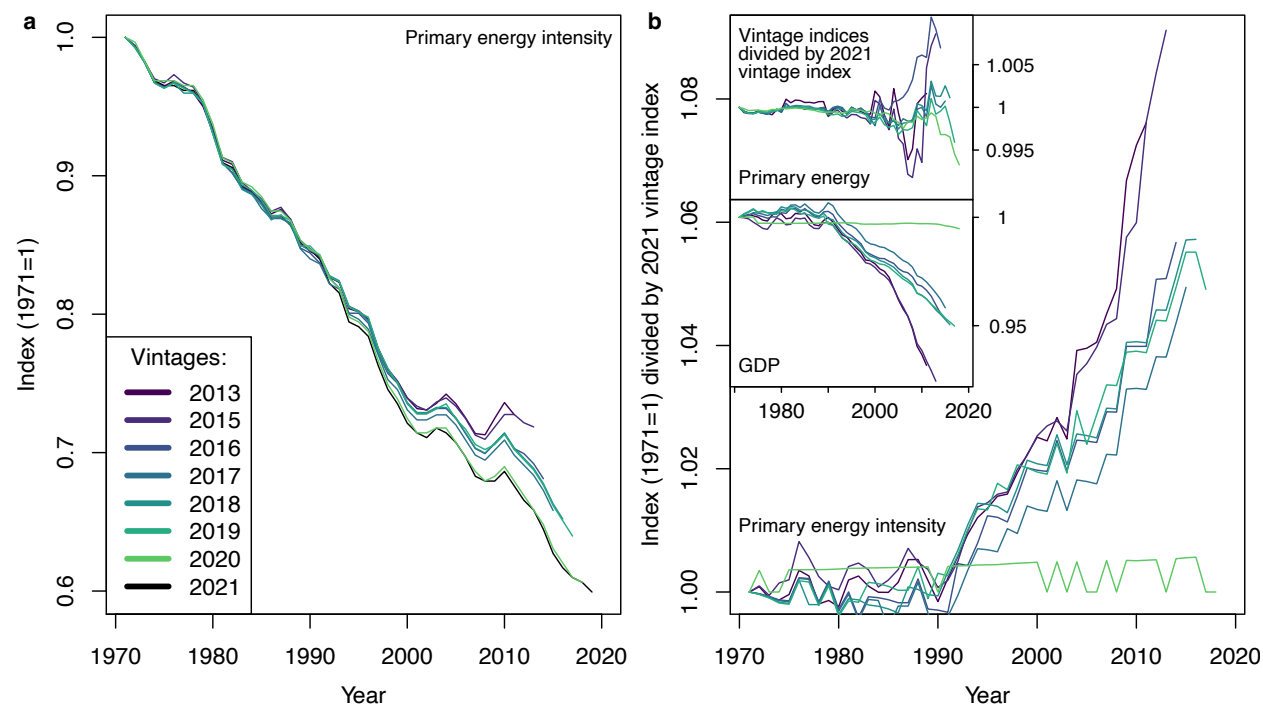 a
Primary energy intensity
1.0
0.9
0.8
0.7
0.6
Index (1971=1)
Vintages:
2013
2015
2016
2017
2018
2019
2020
2021
1970
1980
1990
2000
2010
2020
Year
b
Vintage indices
divided by 2021
vintage index
1.005
1
0.995
Primary energy
1
0.95
GDP
1980
2000
2020
1.08
1.06
1.04
1.02
1.00
Index (1971=1) divided by 2021 vintage index
Primary energy intensity
1970
1980
1990
2000
2010
2020
Year